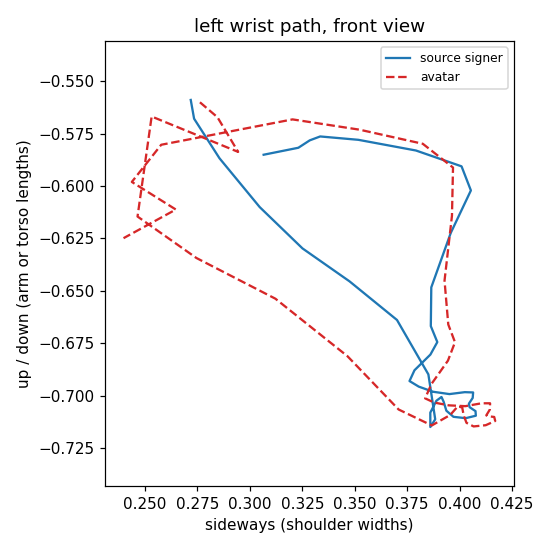 left wrist path, front view
source signer
avatar
up / down (arm or torso lengths)
−0.550
−0.575
−0.600
−0.625
−0.650
−0.675
−0.700
−0.725
0.250 0.275 0.300 0.325 0.350 0.375 0.400 0.425
sideways (shoulder widths)